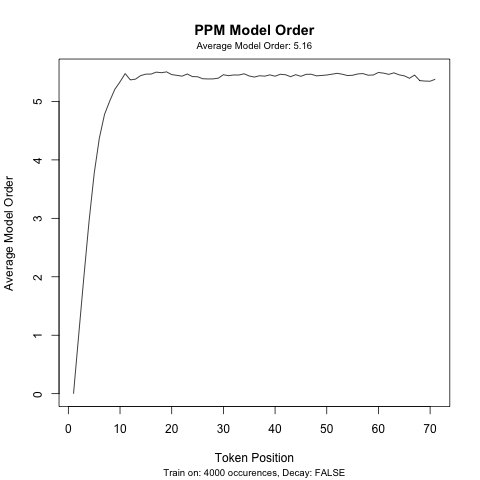 PPM Model Order
Average Model Order: 5.16
Average Model Order
5
4
3
2
1
0
0 10 20 30 40 50 60 70
Token Position
Train on: 4000 occurences, Decay: FALSE